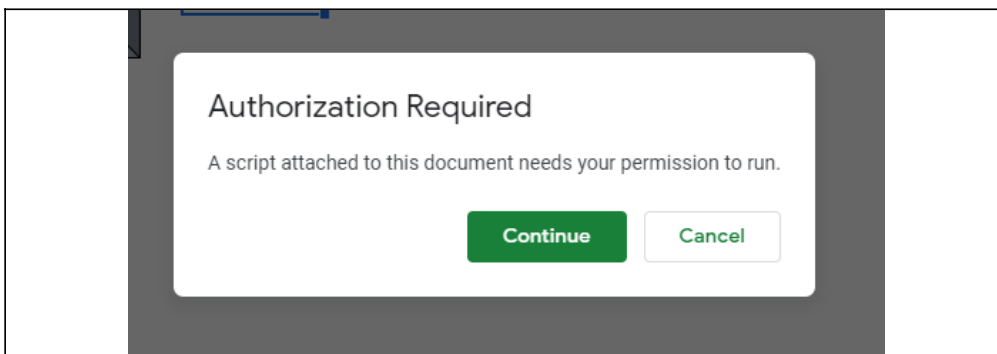 Authorization Required
A script attached to this document needs your permission to run.
Continue Cancel